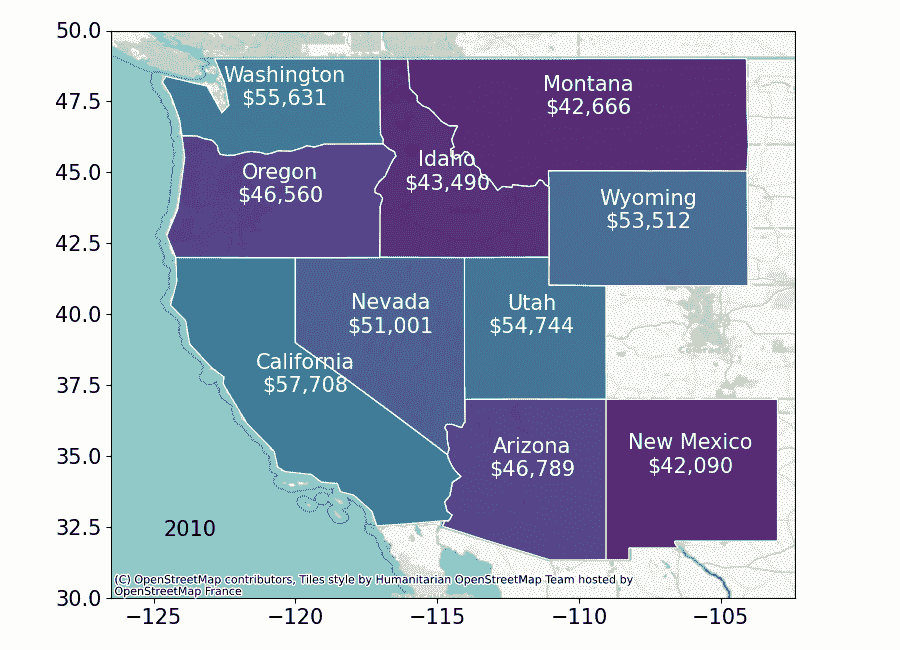 50.0
47.5
45.0
42.5
40.0
37.5
35.0
32.5
30.0
Washington
$55,631
Montana
$42,666
Oregon
$46,560
Idaho
$43,490
Wyoming
$53,512
Nevada
$51,001
Utah
$54,744
California
$57,708
Arizona
$46,789
New Mexico
$42,090
2010
(C) OpenStreetMap contributors, Tiles style by Humanitarian OpenStreetMap Team hosted by
OpenStreetMap France
−125
−120
−115
−110
−105